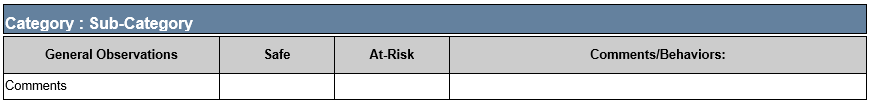 Category : Sub-Category
General Observations Safe At-Risk Comments/Behaviors:
Comments